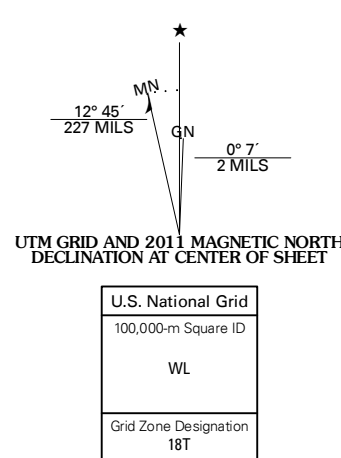 ★
MN
12° 45´
227 MILS
GN
0° 7´
2 MILS
UTM GRID AND 2011 MAGNETIC NORTH
DECLINATION AT CENTER OF SHEET
U.S. National Grid
100,000-m Square ID
WL
Grid Zone Designation
18T